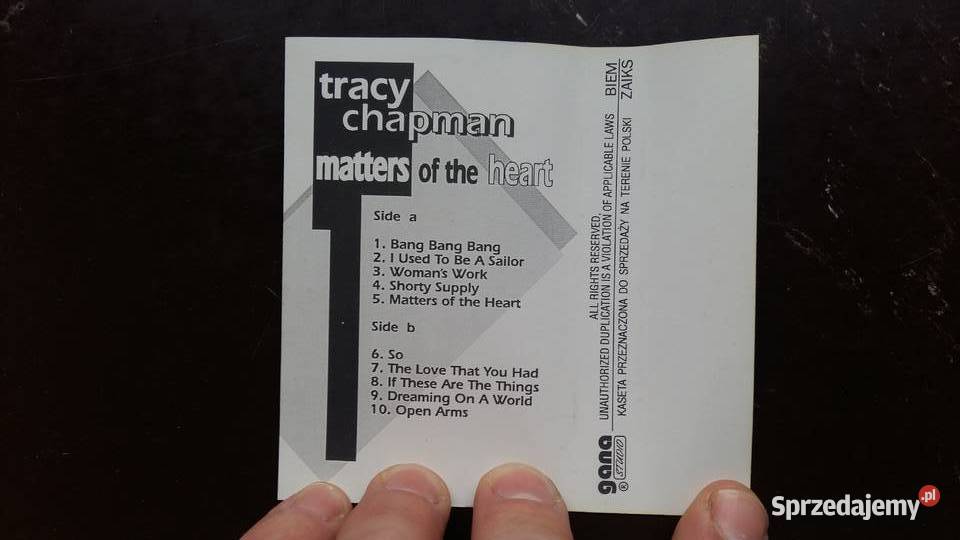 tracy
chapman
matters of the heart
Side a
1. Bang Bang Bang
2. I Used To Be A Sailor
3. Woman's Work
4. Shorty Supply
5. Matters of the Heart
Side b
6. So
7. The Love That You Had
8. If These Are The Things
9. Dreaming On A World
10. Open Arms
ALL RIGHTS RESERVED,
UNAUTHORIZED DUPLICATION IS A VIOLATION OF APPLICABLE LAWS BIEM
KASETA PRZEZNACZONA DO SPRZEDAŻY NA TERENIE POLSKI ZAIKS
gana
® STUDIO
Sprzedajemy.pl